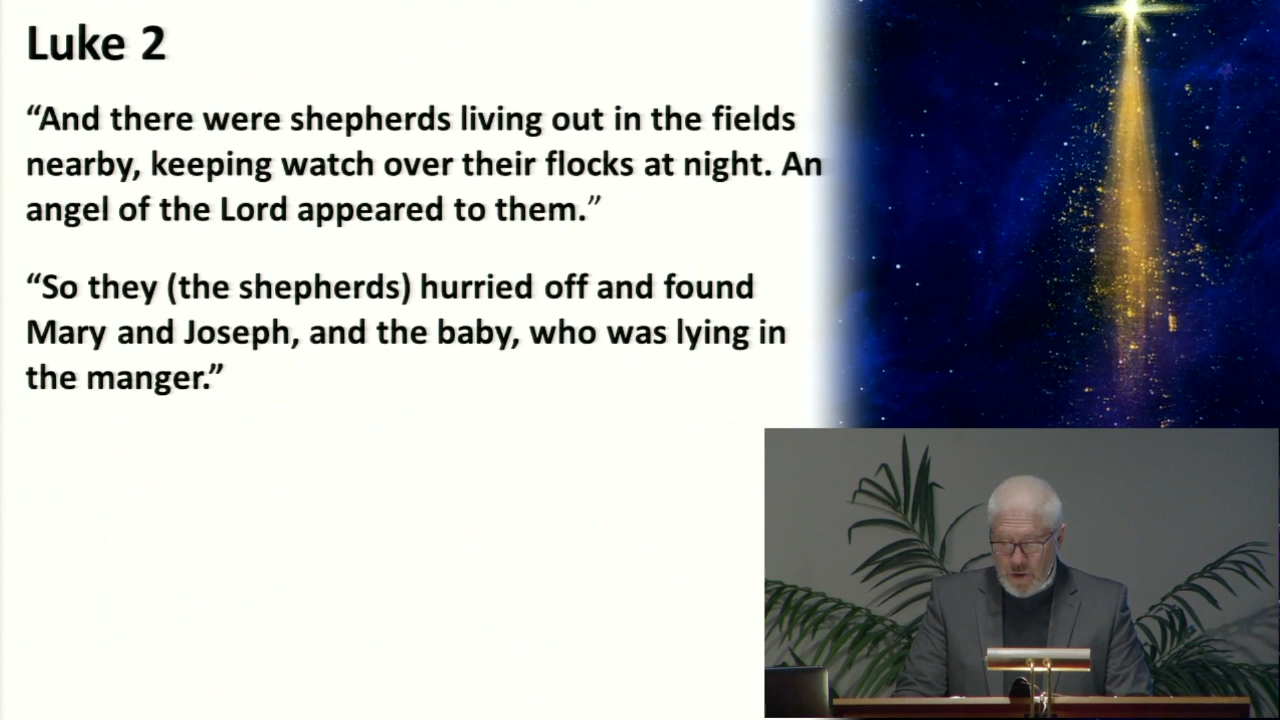 Luke 2
“And there were shepherds living out in the fields
nearby, keeping watch over their flocks at night. An
angel of the Lord appeared to them.”
“So they (the shepherds) hurried off and found
Mary and Joseph, and the baby, who was lying in
the manger.”